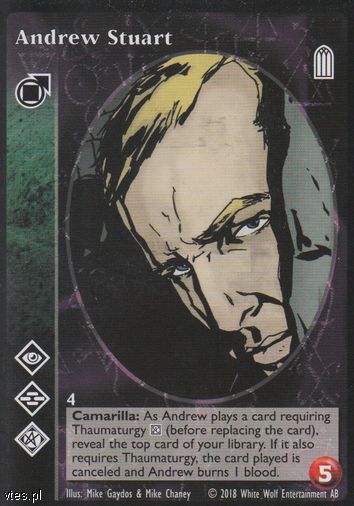 Andrew Stuart
4
Camarilla: As Andrew plays a card requiring
Thaumaturgy (before replacing the card),
reveal the top card of your library. If it also
requires Thaumaturgy, the card played is
canceled and Andrew burns 1 blood.
5
vtes.pl
Illus: Mike Gaydos & Mike Chaney © 2018 White Wolf Entertainment AB